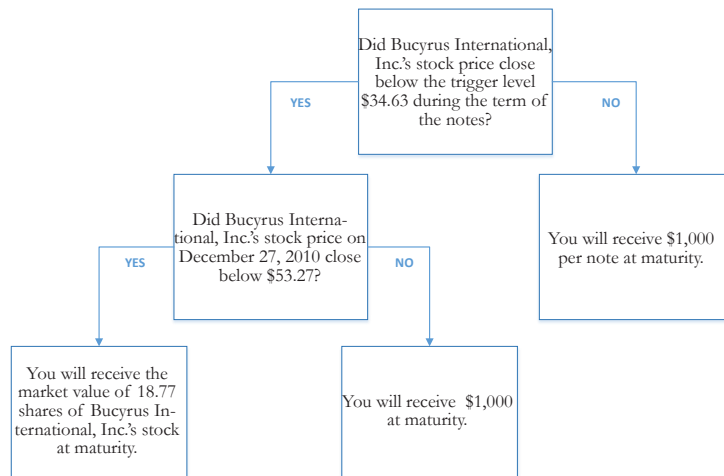 Did Bucyrus International,
Inc.'s stock price close
below the trigger level
$34.63 during the term of
the notes?
YES
NO
Did Bucyrus Interna-
tional, Inc.'s stock price on
December 27, 2010 close
below $53.27?
You will receive $1,000
per note at maturity.
YES
NO
You will receive the
market value of 18.77
shares of Bucyrus In-
ternational, Inc.'s stock
at maturity.
You will receive $1,000
at maturity.